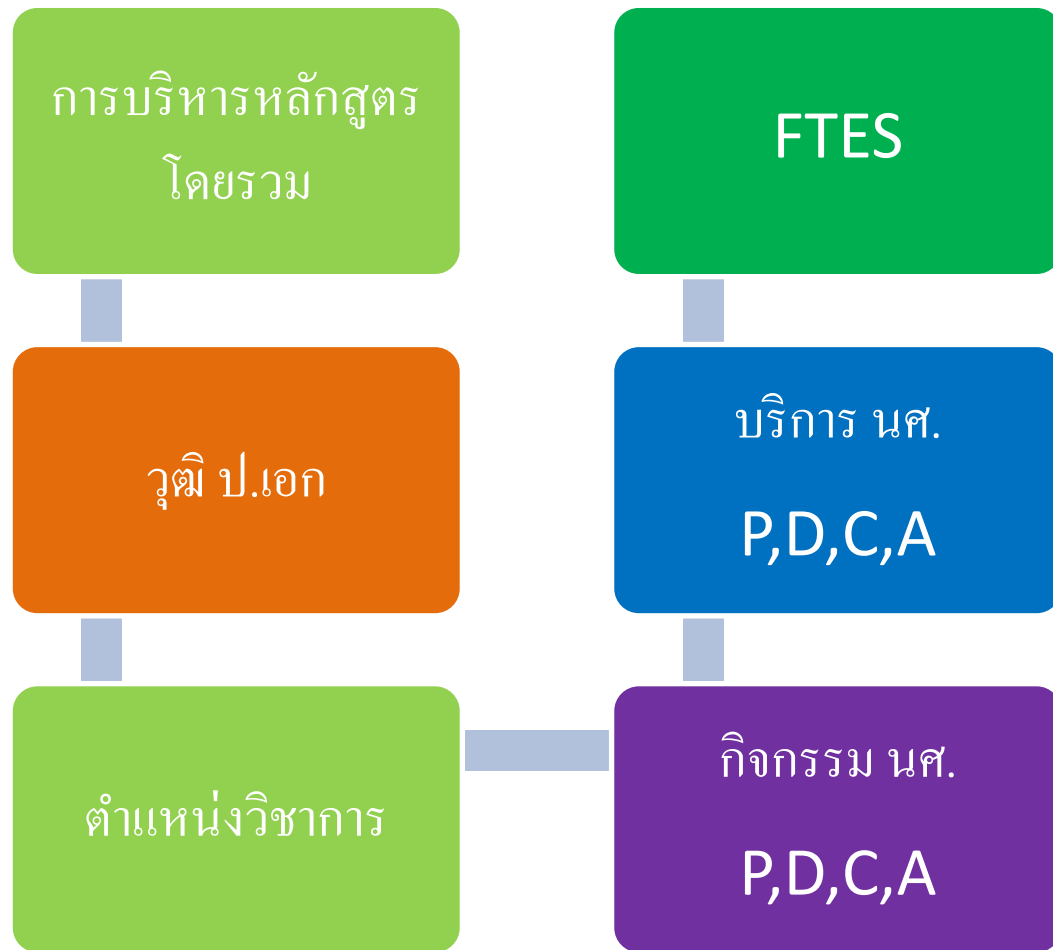 การบริหารหลักสูตร
โดยรวม
วุฒิ ป.เอก
ตำแหน่งวิชาการ
กิจกรรม นศ.
P,D,C,A
บริการ นศ.
P,D,C,A
FTES